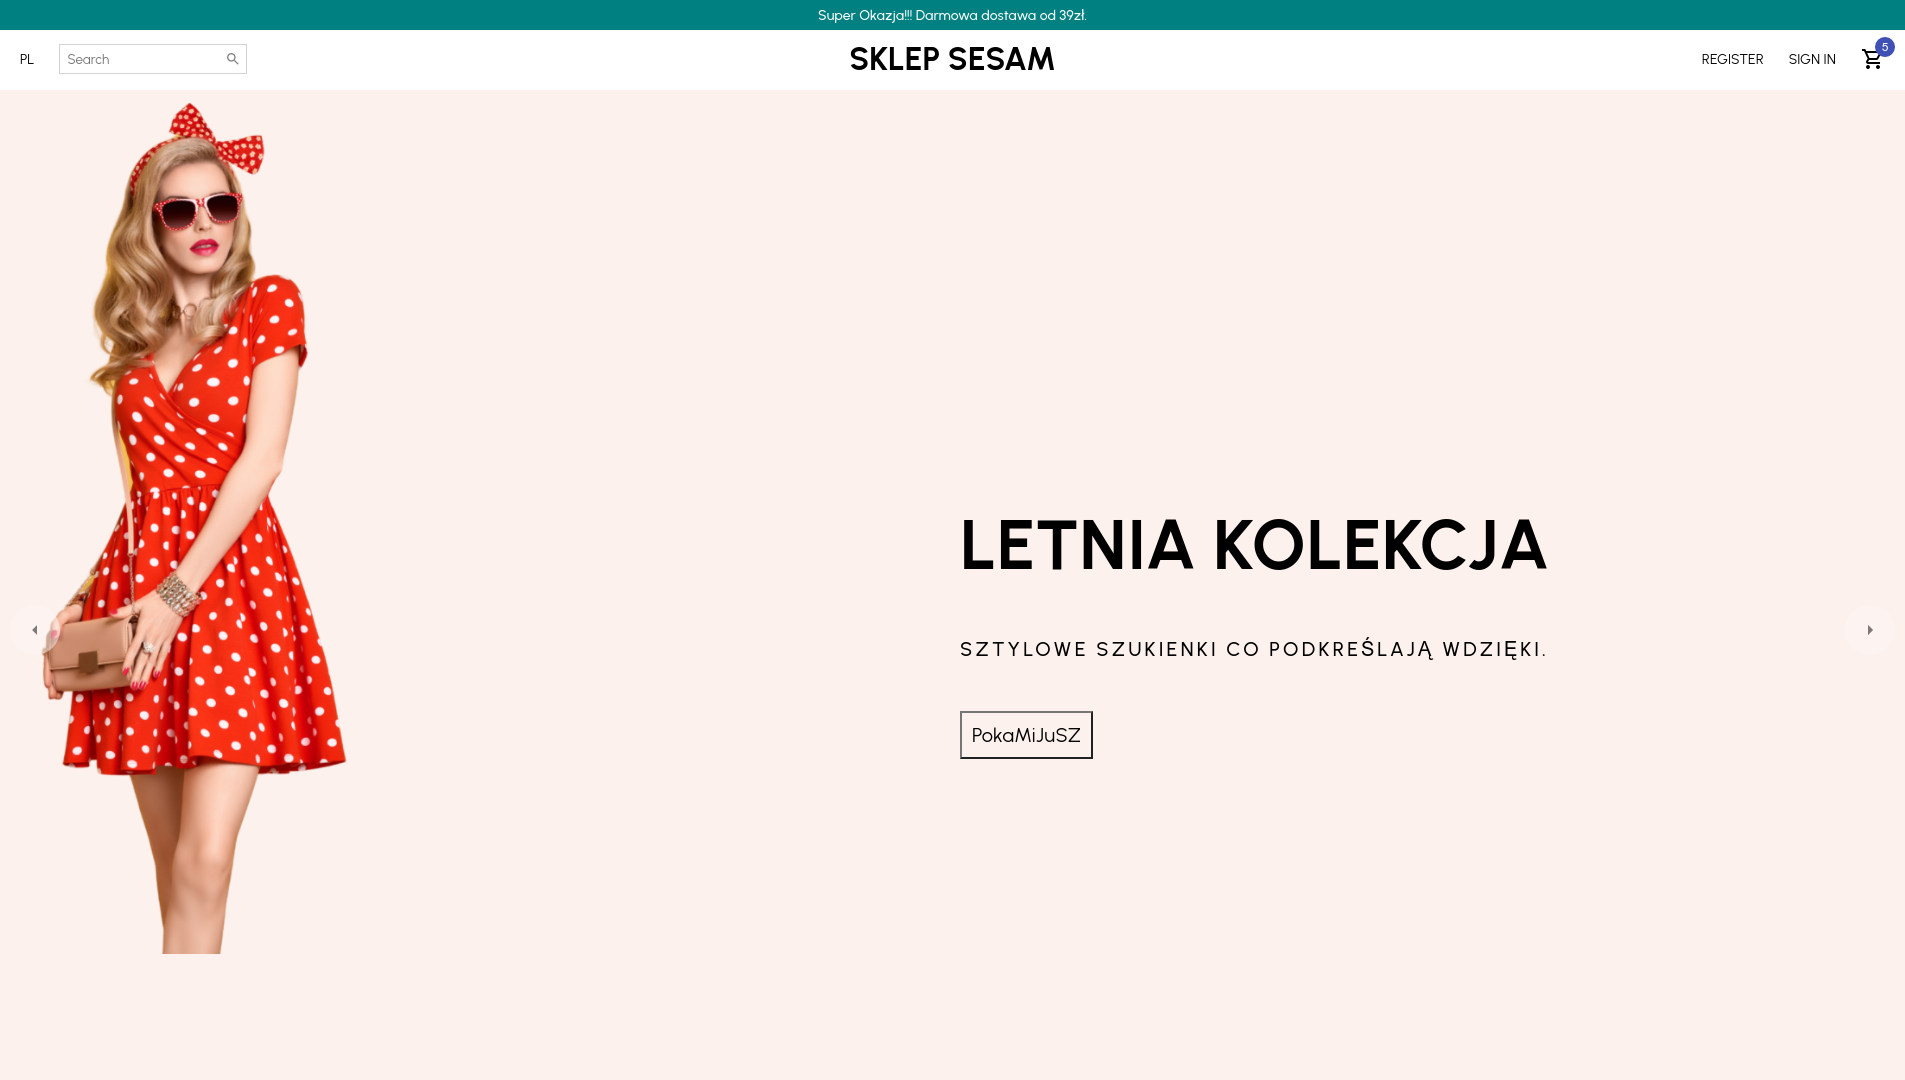 Super Okazja!!! Darmowa dostawa od 39zł.
PL
Search
SKLEP SESAM
REGISTER
SIGN IN
5
LETNIA KOLEKCJA
SZTYLOWE SZUKIENKI CO PODKREŚLAJĄ WDZIĘKI.
PokaMiJuSZ